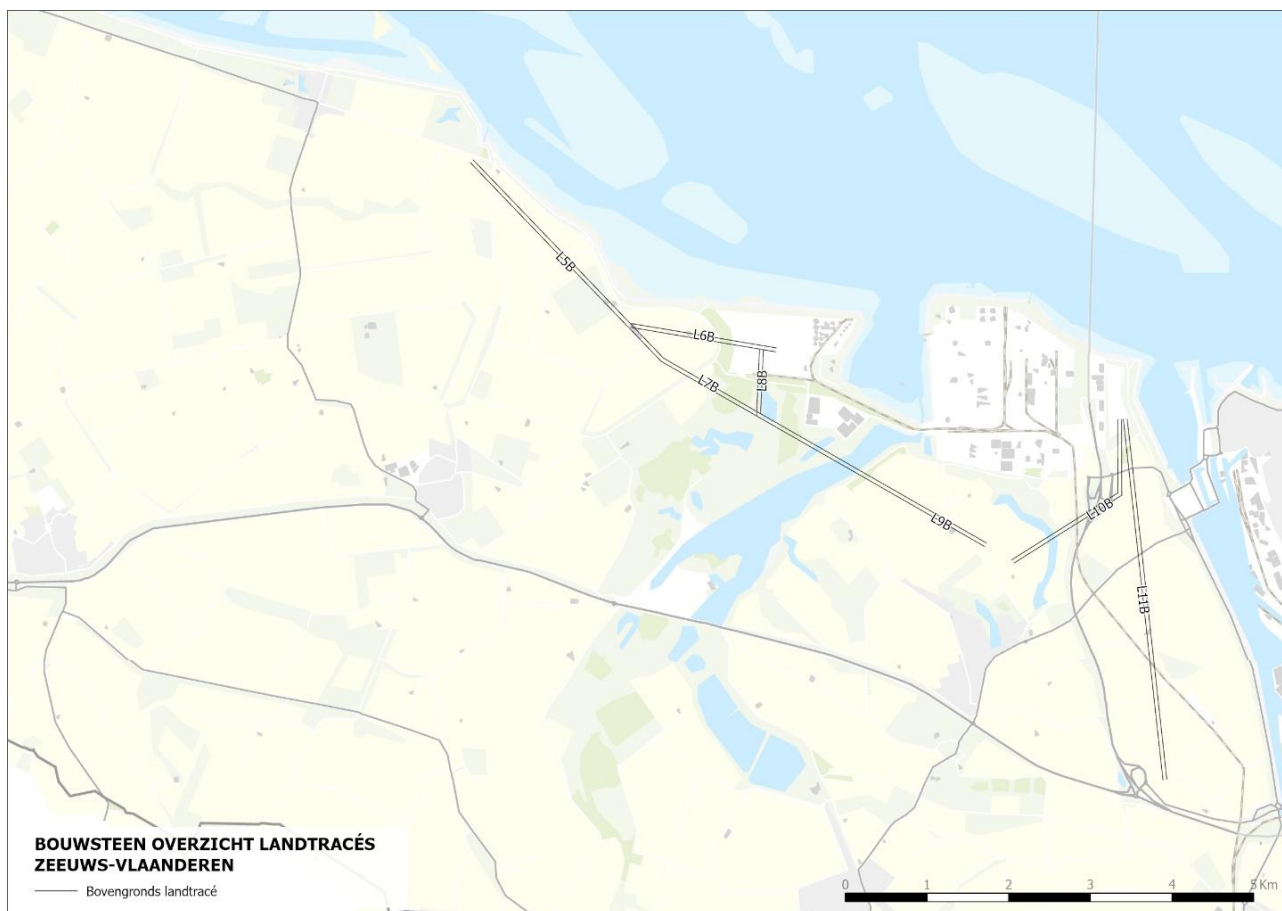 L5B
L6B
L7B
L8B
L9B
L10B
L11B
BOUWSTEEN OVERZICHT LANDTRACÉS
ZEEUWS-VLAANDEREN
Bovengronds landtracé
0 1 2 3 4 5 Km